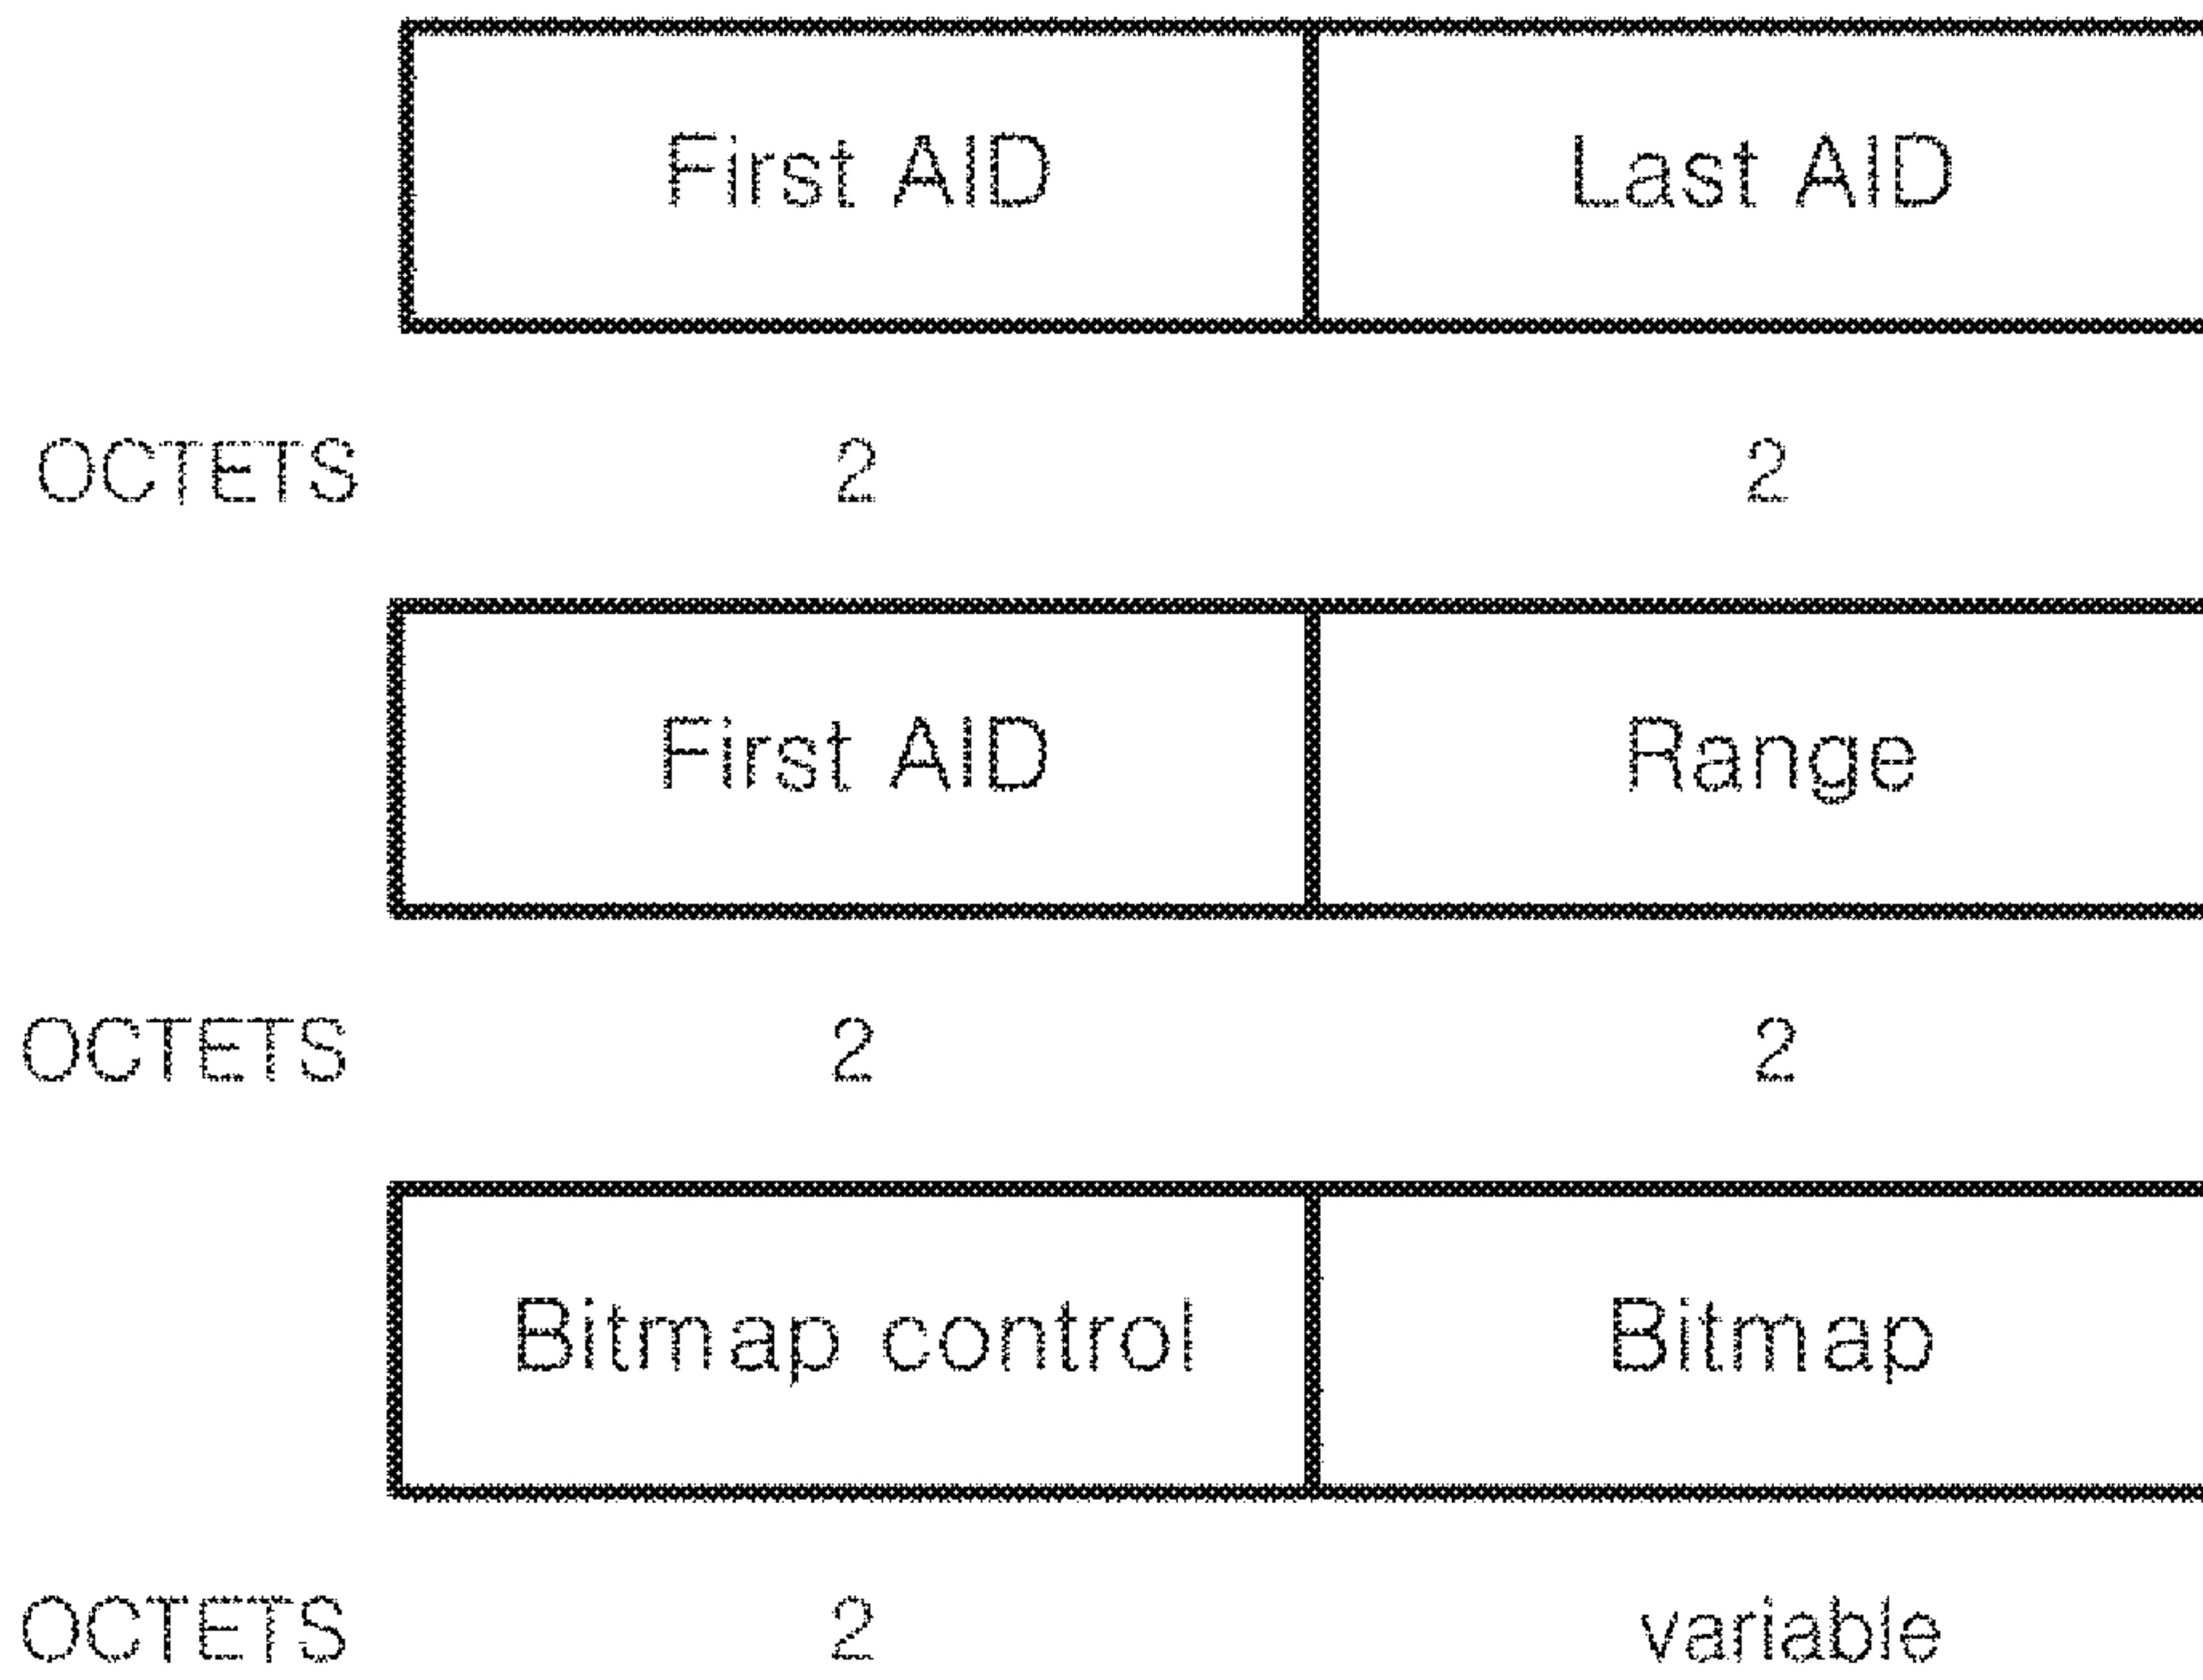 First AID Last AID
OCTETS 2 2
First AID Range
OCTETS 2 2
Bitmap control Bitmap
OCTETS 2 variable